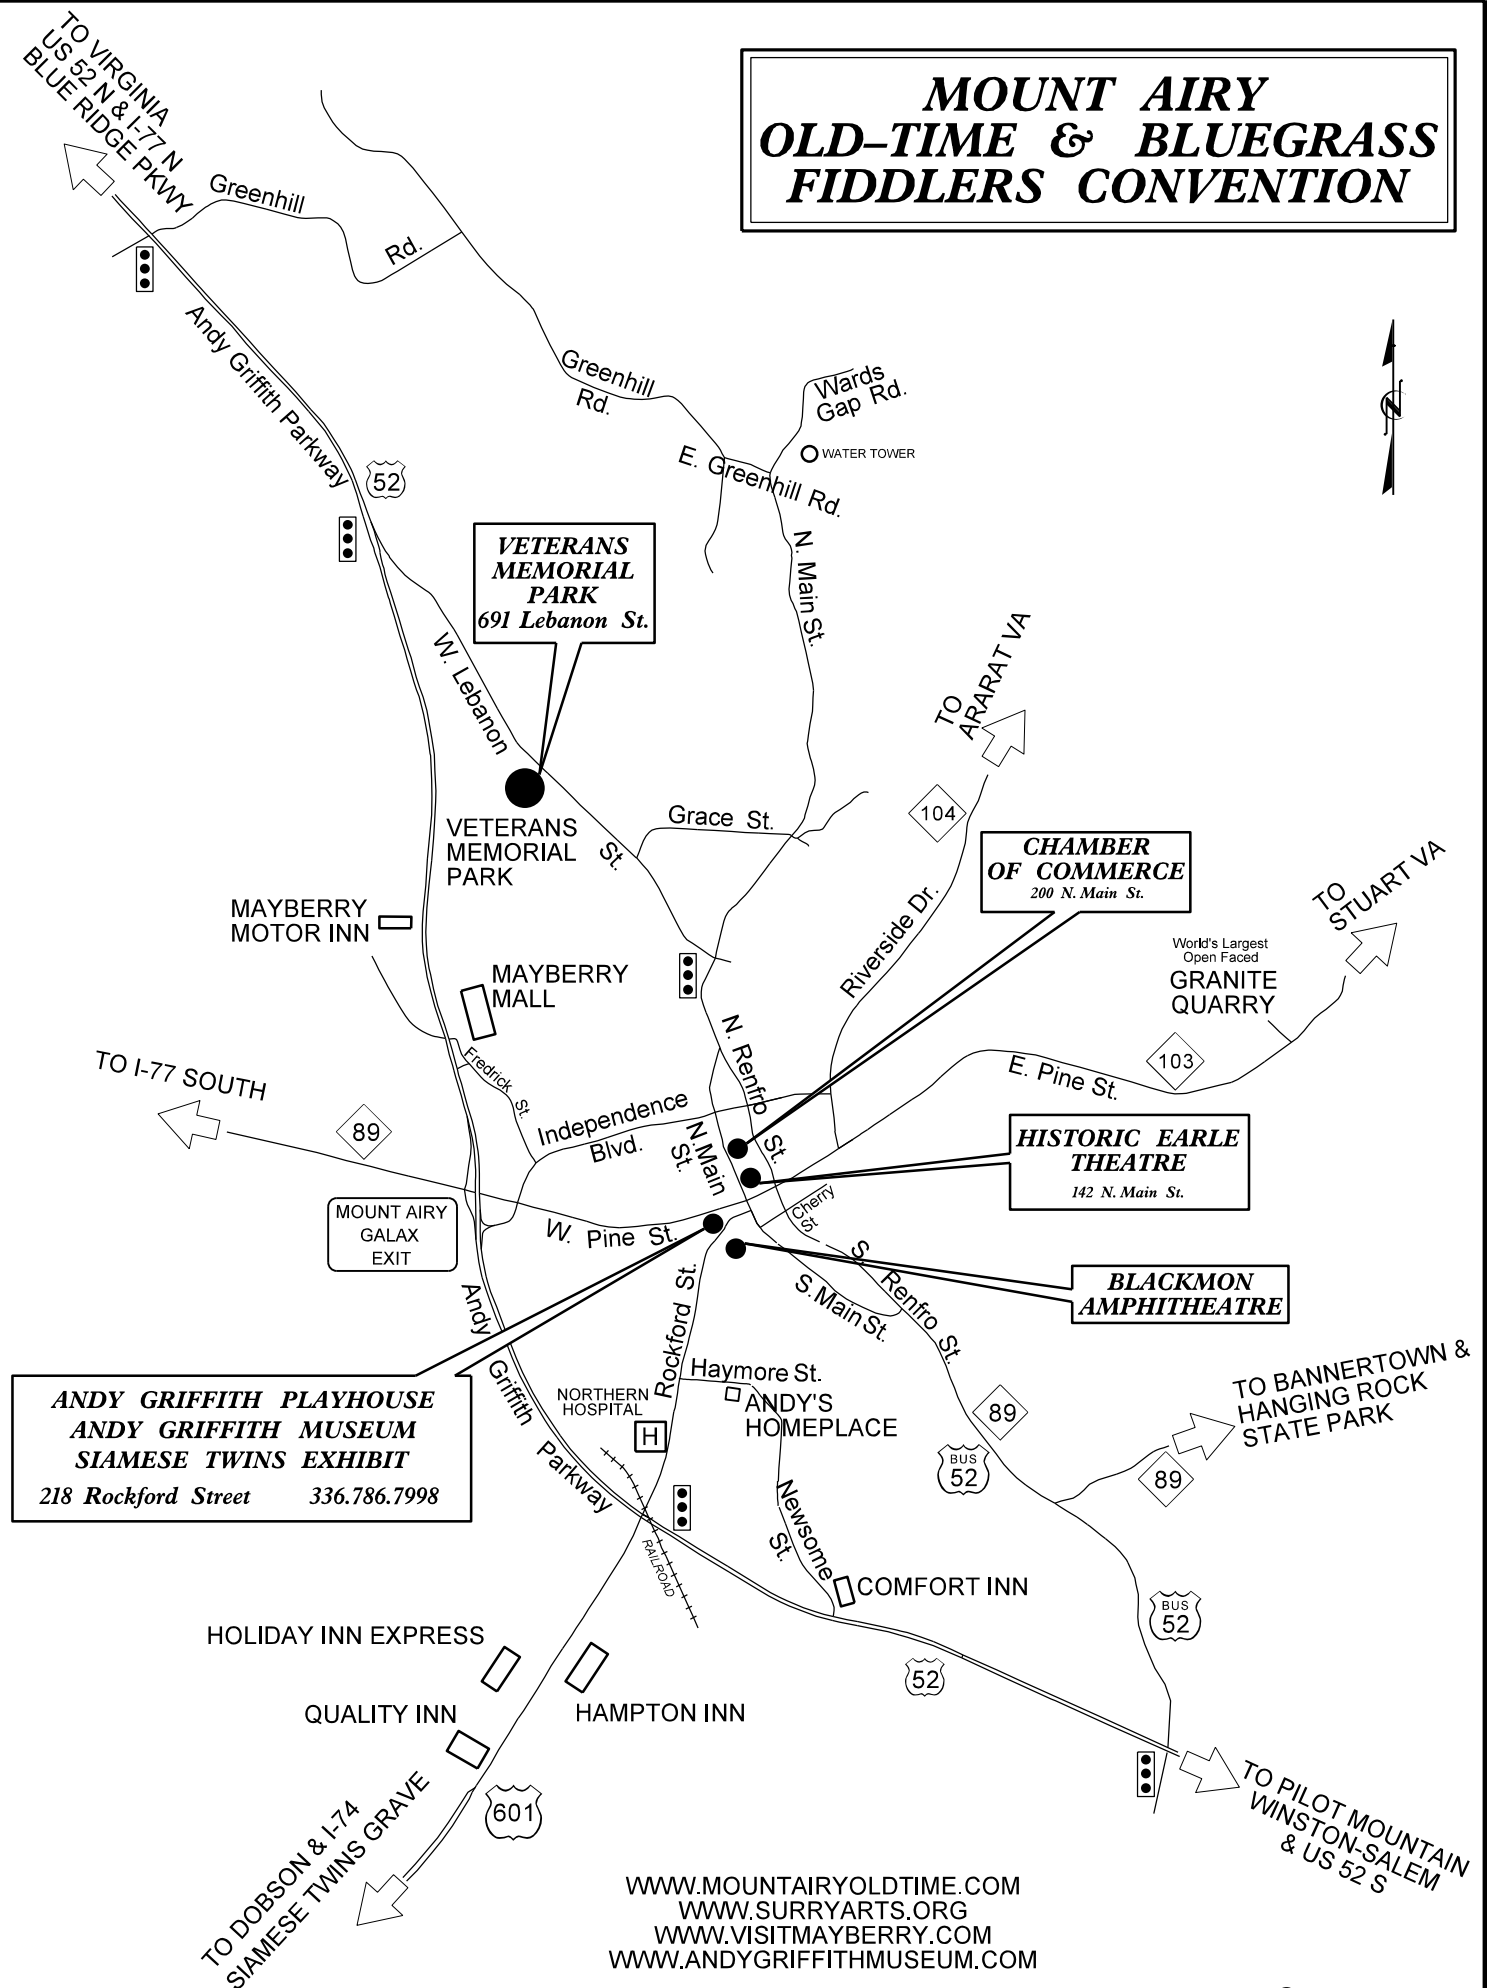 TO VIRGINIA
US 52 N & I-77 N
BLUE RIDGE PKWY
MOUNT AIRY
OLD-TIME & BLUEGRASS
FIDDLERS CONVENTION
Greenhill
Rd.
Andy Griffith Parkway
52
Greenhill
Rd.
Wards
Gap Rd.
WATER TOWER
E. Greenhill Rd.
N
N. Main St.
VETERANS
MEMORIAL
PARK
691 Lebanon St.
W. Lebanon
St.
VETERANS
MEMORIAL
PARK
TO
ARARAT VA
104
Grace St.
Riverside Dr.
CHAMBER
OF COMMERCE
200 N. Main St.
TO
STUART VA
World's Largest
Open Faced
GRANITE
QUARRY
MAYBERRY
MOTOR INN
MAYBERRY
MALL
TO I-77 SOUTH
89
Fredrick
St.
N. Renfro
St.
Independence
Blvd.
N. Main
St.
E. Pine St.
103
HISTORIC EARLE
THEATRE
142 N. Main St.
Cherry
St.
MOUNT AIRY
GALAX
EXIT
W. Pine St.
BLACKMON
AMPHITHEATRE
S. Main St.
S. Renfro St.
Rockford St.
Andy
Griffith
Parkway
ANDY GRIFFITH PLAYHOUSE
ANDY GRIFFITH MUSEUM
SIAMESE TWINS EXHIBIT
218 Rockford Street 336.786.7998
NORTHERN
HOSPITAL
H
Haymore St.
ANDY'S
HOMEPLACE
89
BUS
52
TO BANNERTOWN &
HANGING ROCK
STATE PARK
89
RAILROAD
Newsome
St.
COMFORT INN
BUS
52
52
HOLIDAY INN EXPRESS
QUALITY INN
HAMPTON INN
601
TO DOBSON & I-74
SIAMESE TWINS GRAVE
TO PILOT MOUNTAIN
WINSTON-SALEM
& US 52 S
WWW.MOUNTAIRYOLDTIME.COM
WWW.SURRYARTS.ORG
WWW.VISITMAYBERRY.COM
WWW.ANDYGRIFFITHMUSEUM.COM